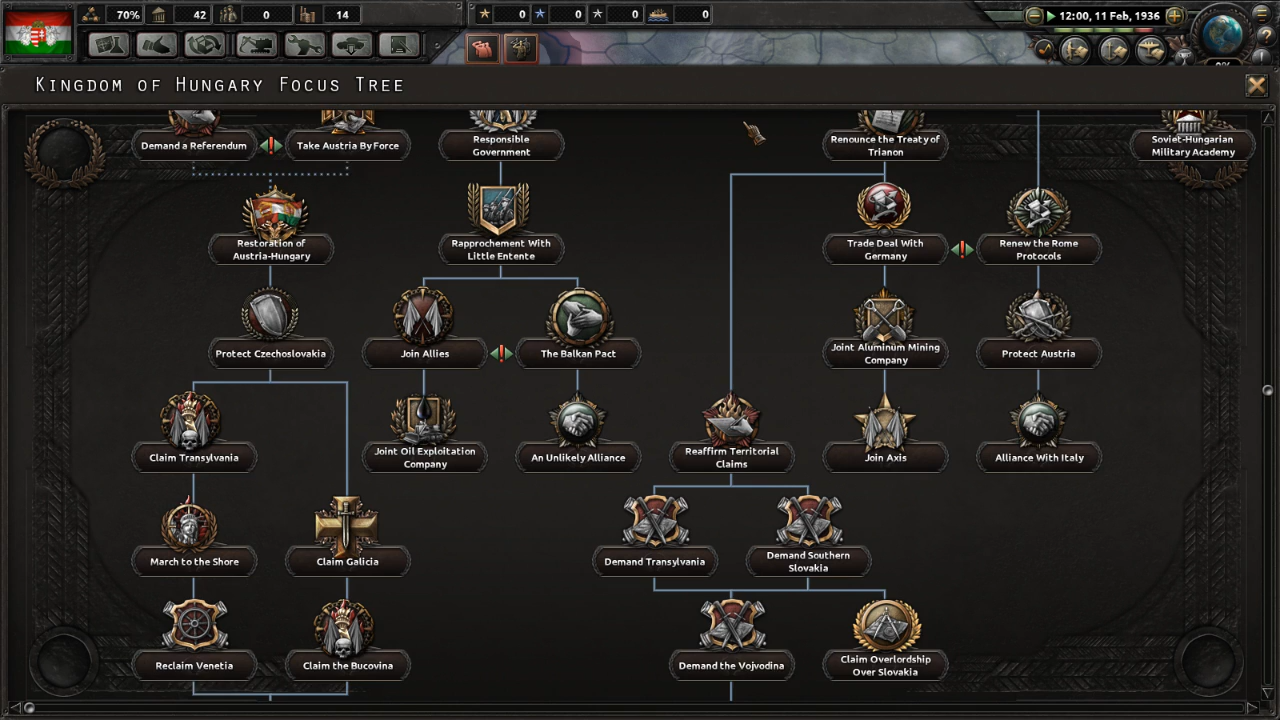 70% 42 0 14 0 0 0 0 12:00, 11 Feb, 1936
Kingdom of Hungary Focus Tree
Demand a Referendum
Take Austria By Force
Responsible
Government
Renounce the Treaty of
Trianon
Soviet-Hungarian
Military Academy
Restoration of
Austria-Hungary
Rapprochement With
Little Entente
Trade Deal With
Germany
Renew the Rome
Protocols
Protect Czechoslovakia
Join Allies
The Balkan Pact
Joint Aluminum Mining
Company
Protect Austria
Claim Transylvania
Joint Oil Exploitation
Company
An Unlikely Alliance
Reaffirm Territorial
Claims
Join Axis
Alliance With Italy
March to the Shore
Claim Galicia
Demand Transylvania
Demand Southern
Slovakia
Reclaim Venetia
Claim the Bucovina
Demand the Vojvodina
Claim Overlordship
Over Slovakia